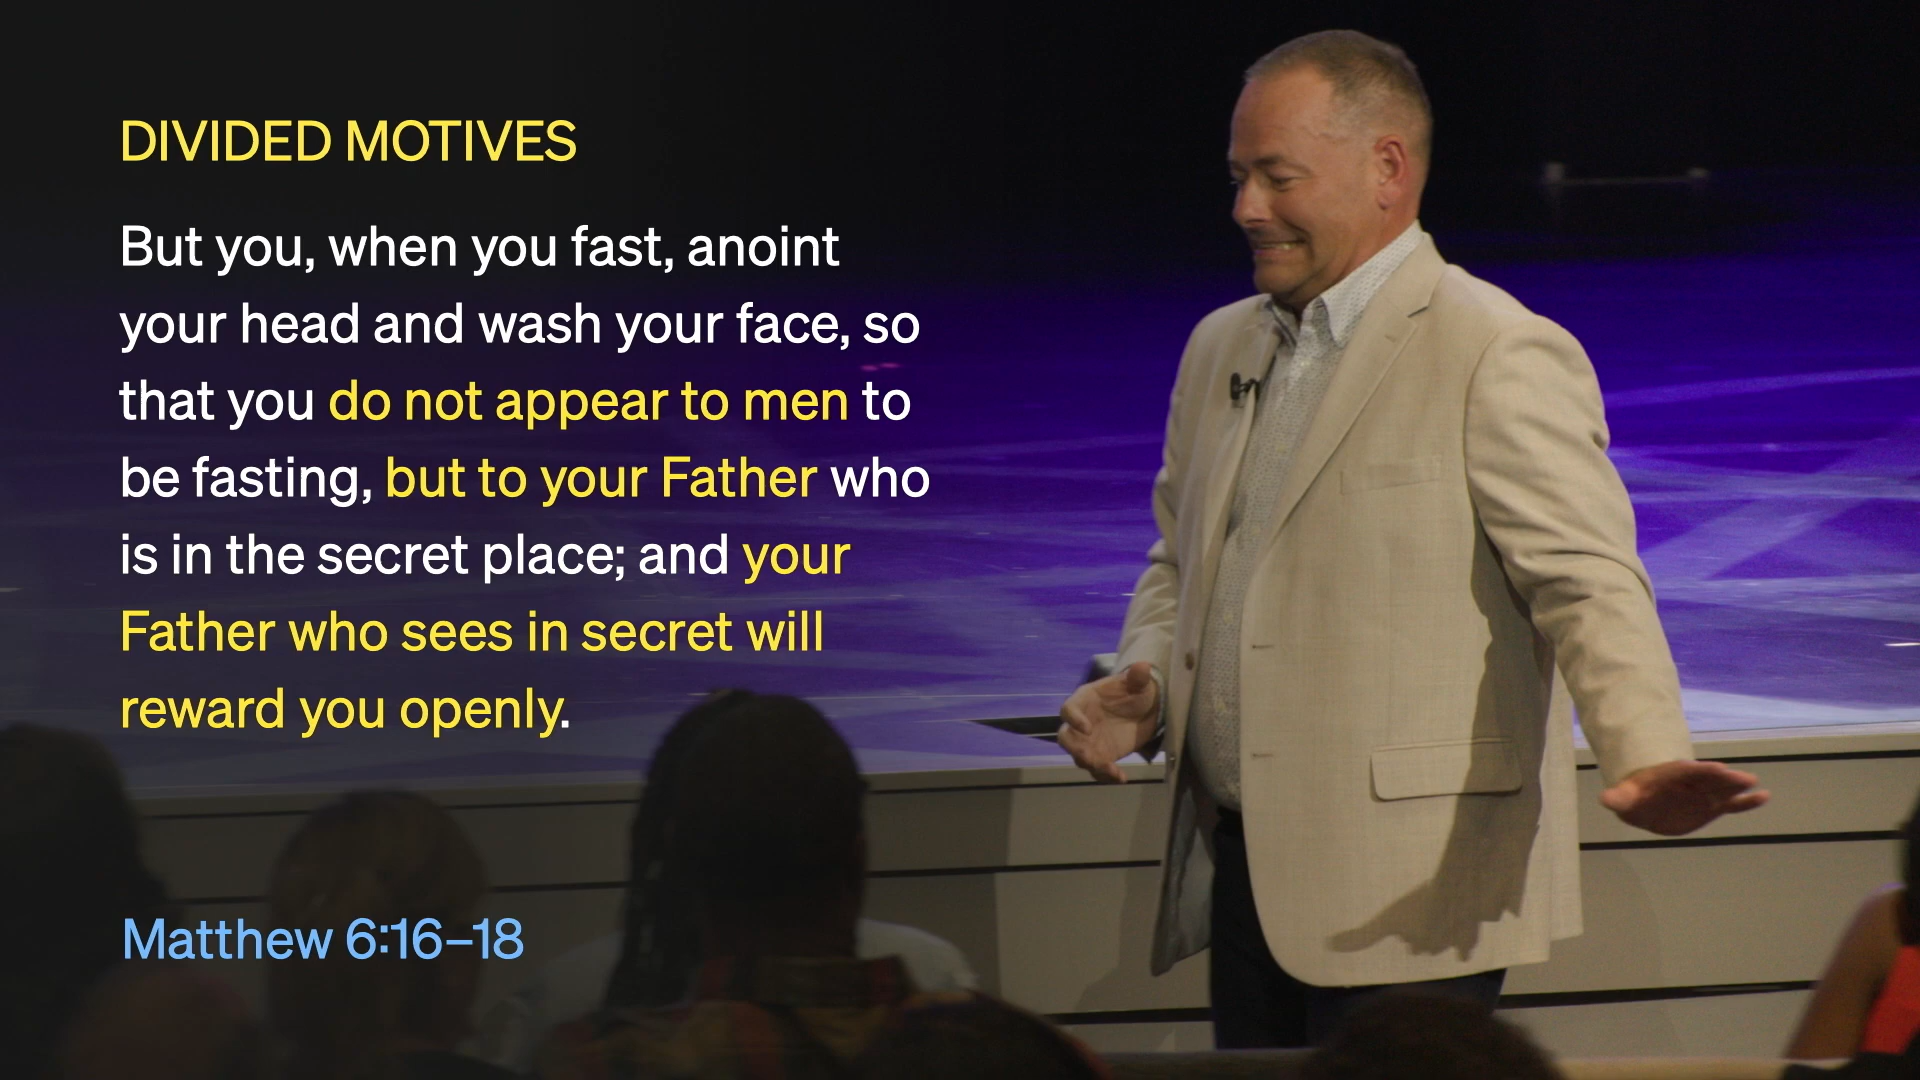 DIVIDED MOTIVES
But you, when you fast, anoint
your head and wash your face, so
that you do not appear to men to
be fasting, but to your Father who
is in the secret place; and your
Father who sees in secret will
reward you openly.
Matthew 6:16–18